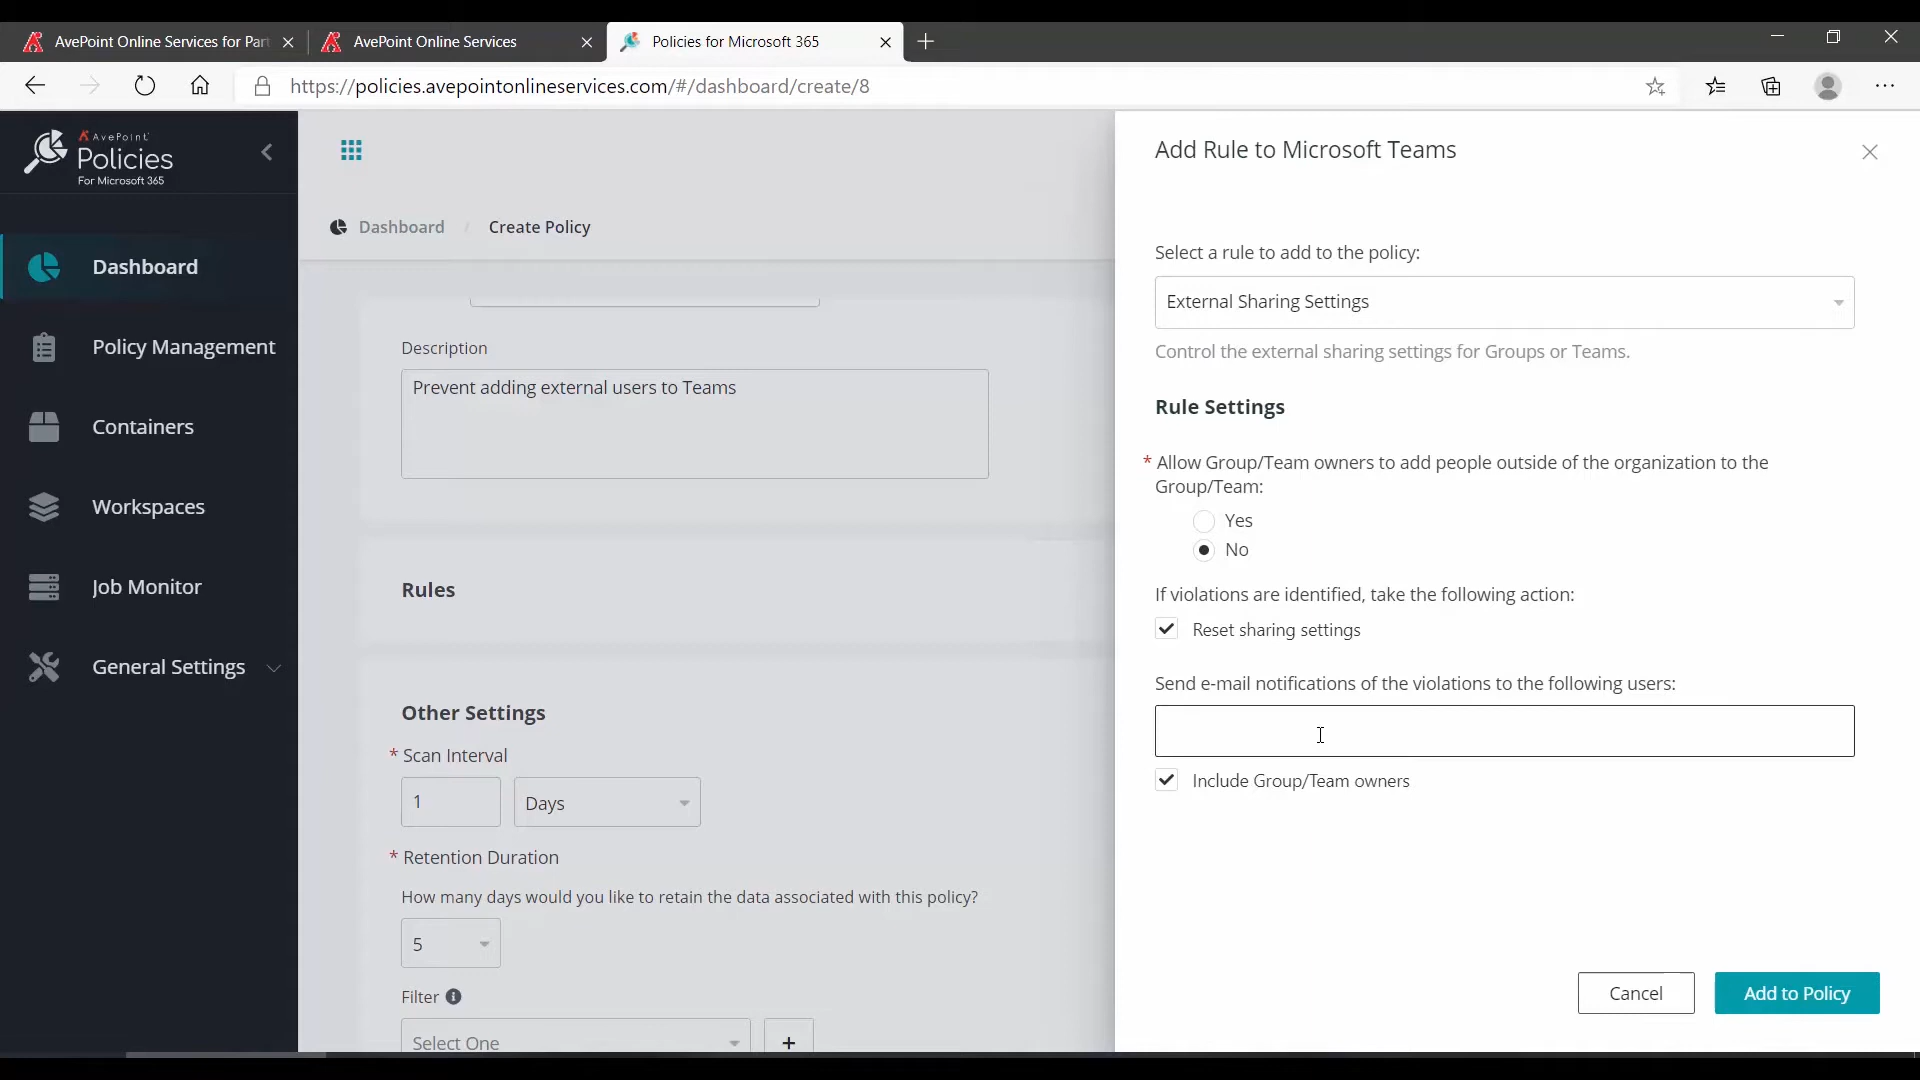 AvePoint Online Services for Part
AvePoint Online Services
Policies for Microsoft 365
https://policies.avepointonlineservices.com/#/dashboard/create/8
AvePoint
Policies
For Microsoft 365
Dashboard
Policy Management
Containers
Workspaces
Job Monitor
General Settings
Dashboard / Create Policy
Description
Prevent adding external users to Teams
Rules
Other Settings
* Scan Interval
1 Days
* Retention Duration
How many days would you like to retain the data associated with this policy?
5
Filter
Select One +
Add Rule to Microsoft Teams
Select a rule to add to the policy:
External Sharing Settings
Control the external sharing settings for Groups or Teams.
Rule Settings
* Allow Group/Team owners to add people outside of the organization to the
Group/Team:
Yes
No
If violations are identified, take the following action:
Reset sharing settings
Send e-mail notifications of the violations to the following users:
Include Group/Team owners
Cancel Add to Policy